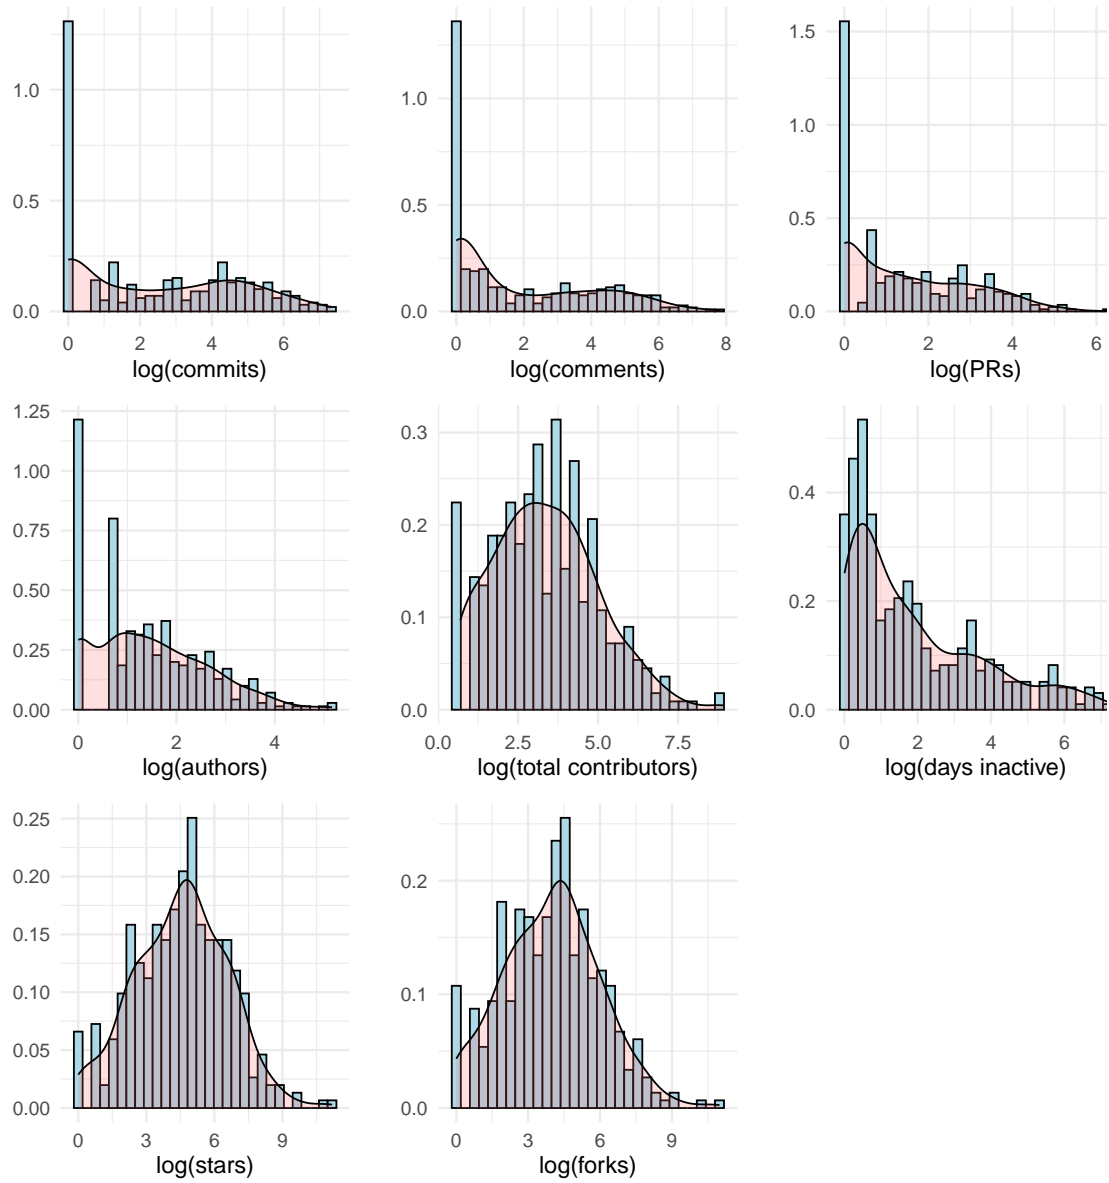 1.0
0.5
0.0
0 2 4 6
log(commits)
1.0
0.5
0.0
0 2 4 6 8
log(comments)
1.5
1.0
0.5
0.0
0 2 4 6
log(PRs)
1.25
1.00
0.75
0.50
0.25
0.00
0 2 4
log(authors)
0.3
0.2
0.1
0.0
0.0 2.5 5.0 7.5
log(total contributors)
0.4
0.2
0.0
0 2 4 6
log(days inactive)
0.25
0.20
0.15
0.10
0.05
0.00
0 3 6 9
log(stars)
0.2
0.1
0.0
0 3 6 9
log(forks)